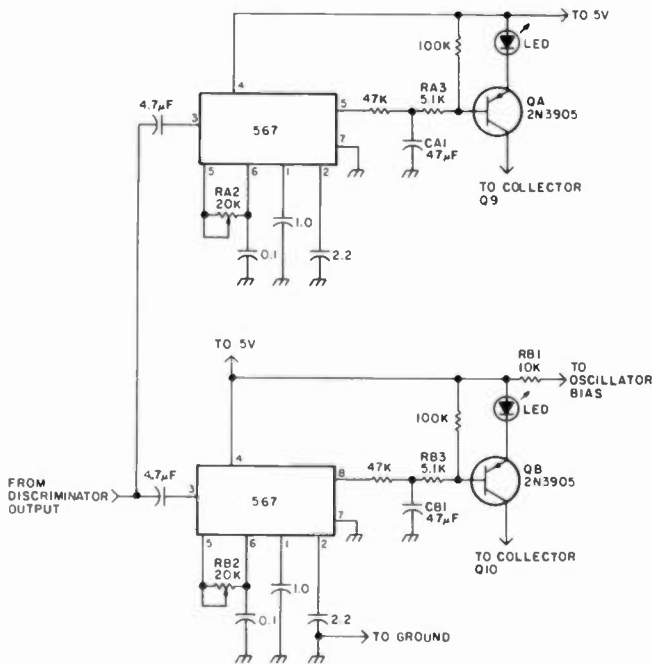 TO 5V
100K
LED
4
4.7µF
3
567
5
47K
RA3
5.1K
QA
2N3905
7
CA1
47µF
5
6
1
2
RA2
20K
1.0
0.1
2.2
TO COLLECTOR
Q9
TO 5V
RB1
10K
TO
OSCILLATOR
BIAS
100K
LED
4
4.7µF
FROM
DISCRIMINATOR
OUTPUT
3
567
8
47K
RB3
5.1K
QB
2N3905
7
CB1
47µF
5
6
1
2
RB2
20K
1.0
0.1
2.2
TO COLLECTOR
Q10
TO GROUND